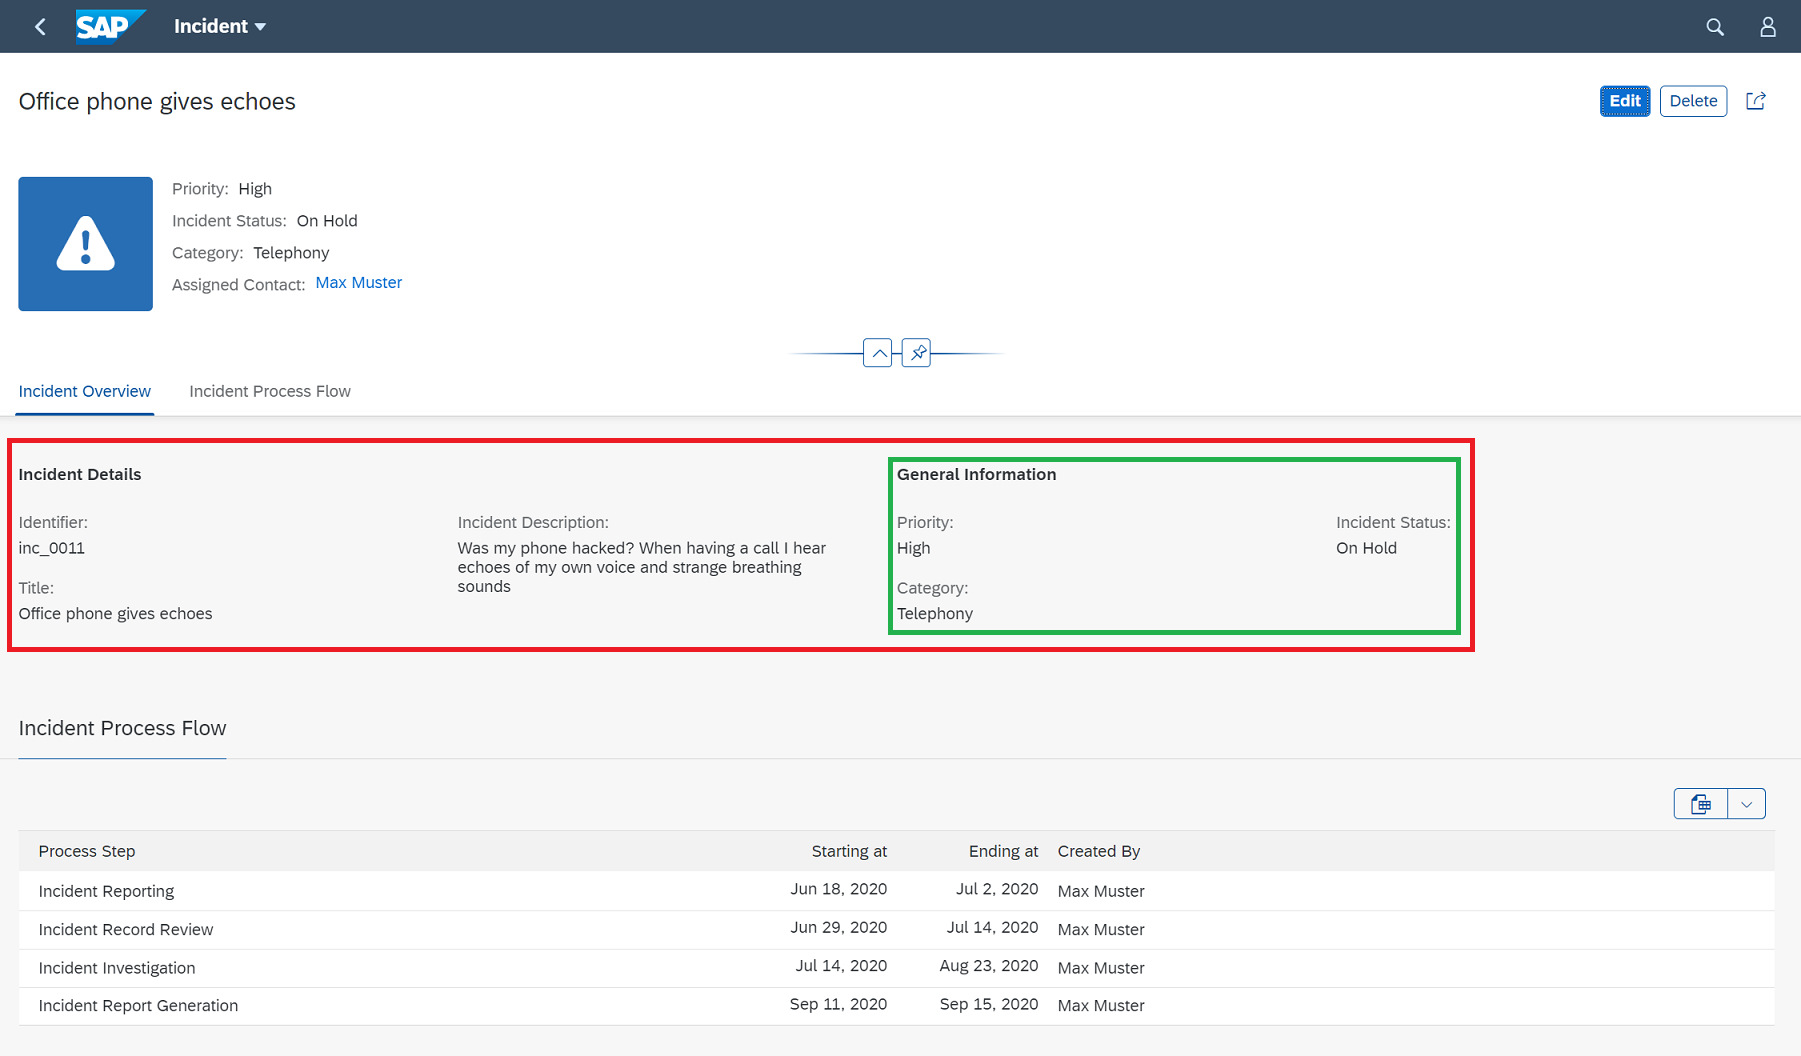 SAP Incident
Office phone gives echoes
Edit Delete
Priority: High
Incident Status: On Hold
Category: Telephony
Assigned Contact: Max Muster
Incident Overview Incident Process Flow
Incident Details
Identifier:
inc_0011
Title:
Office phone gives echoes
Incident Description:
Was my phone hacked? When having a call I hear
echoes of my own voice and strange breathing
sounds
General Information
Priority:
High
Category:
Telephony
Incident Status:
On Hold
Incident Process Flow
Process Step Starting at Ending at Created By
Incident Reporting Jun 18, 2020 Jul 2, 2020 Max Muster
Incident Record Review Jun 29, 2020 Jul 14, 2020 Max Muster
Incident Investigation Jul 14, 2020 Aug 23, 2020 Max Muster
Incident Report Generation Sep 11, 2020 Sep 15, 2020 Max Muster